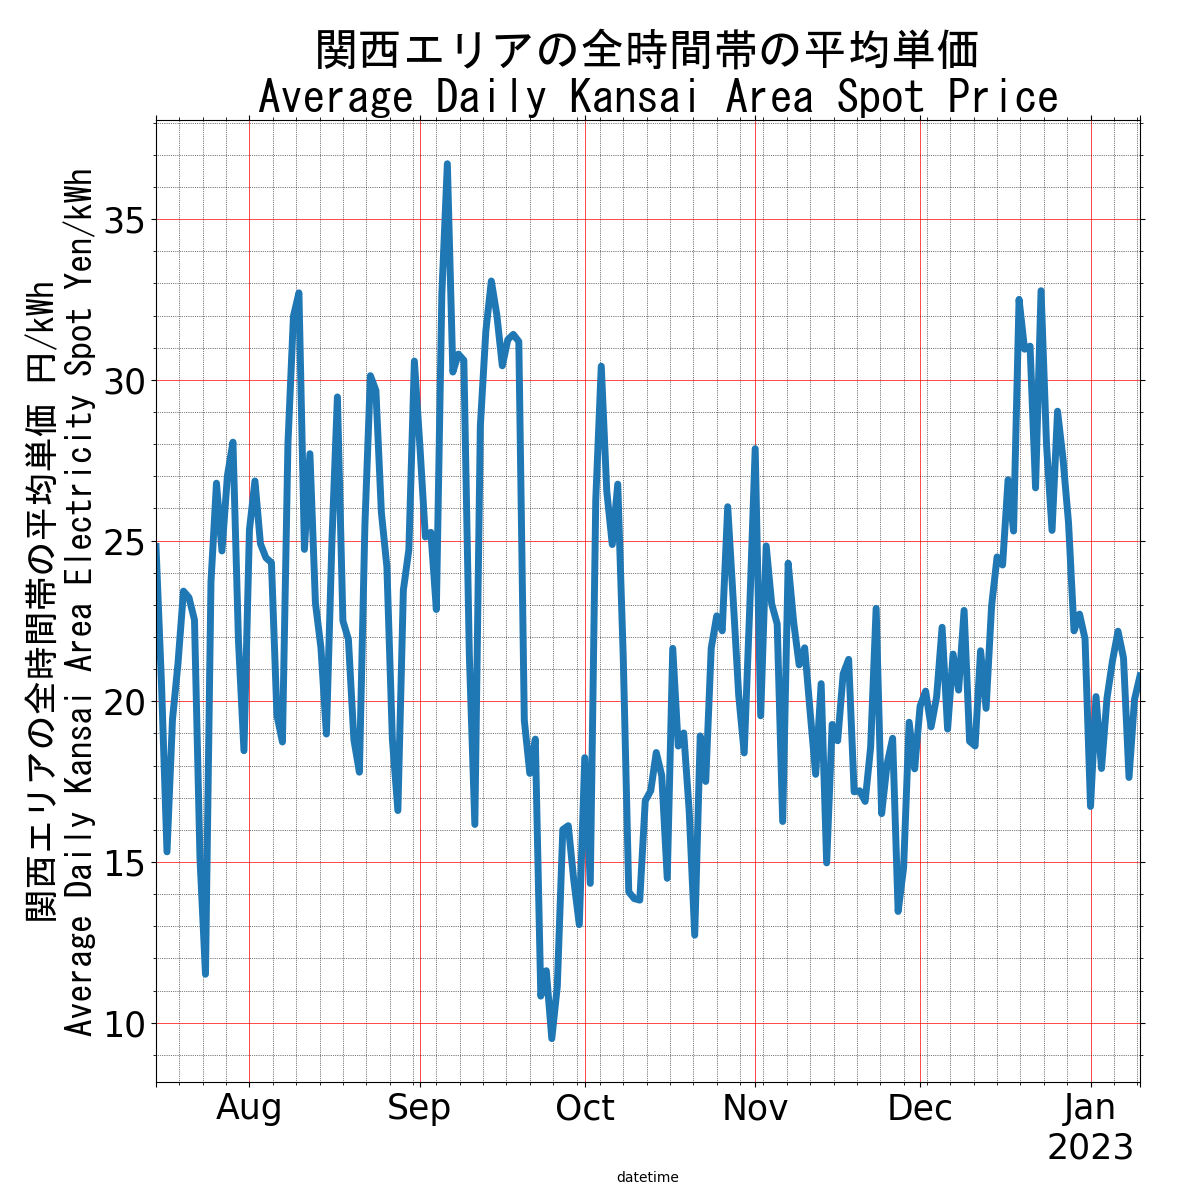 関西エリアの全時間帯の平均単価
Average Daily Kansai Area Spot Price
関西エリアの全時間帯の平均単価 円/kWh
Average Daily Kansai Area Electricity Spot Yen/kWh
35
30
25
20
15
10
Aug
Sep
Oct
Nov
Dec
Jan
2023
datetime